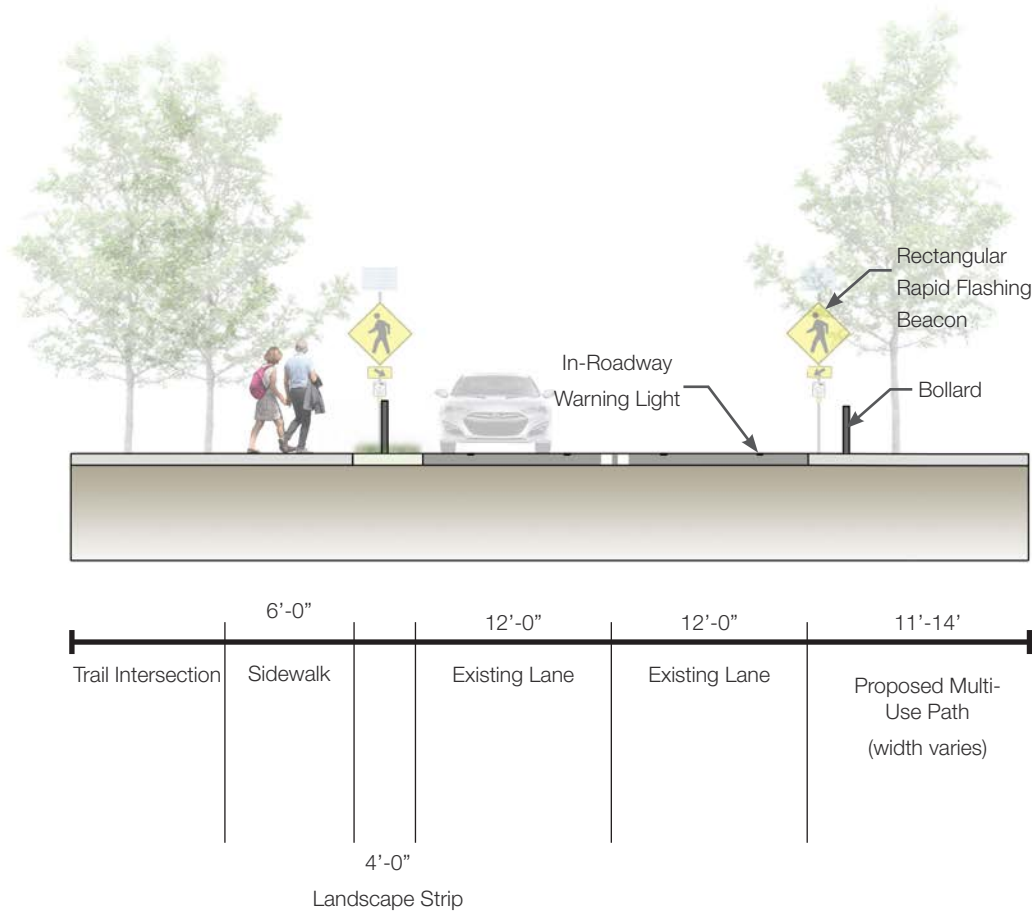 Rectangular
Rapid Flashing
Beacon
In-Roadway
Warning Light
Bollard
6’-0”
12’-0”
12’-0”
11’-14’
Trail Intersection
Sidewalk
Existing Lane
Existing Lane
Proposed Multi-
Use Path
(width varies)
4’-0”
Landscape Strip